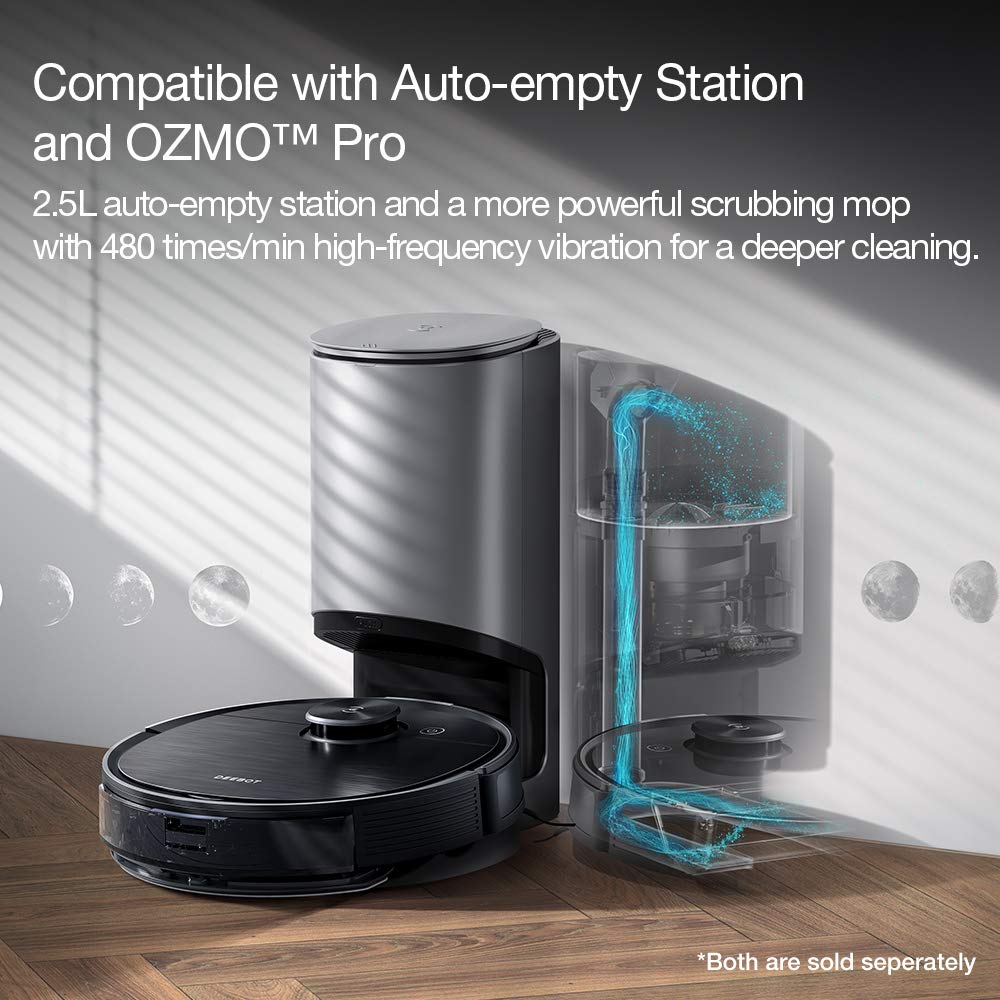 Compatible with Auto-empty Station
and OZMO™ Pro
2.5L auto-empty station and a more powerful scrubbing mop
with 480 times/min high-frequency vibration for a deeper cleaning.
DEEBOT
*Both are sold seperately